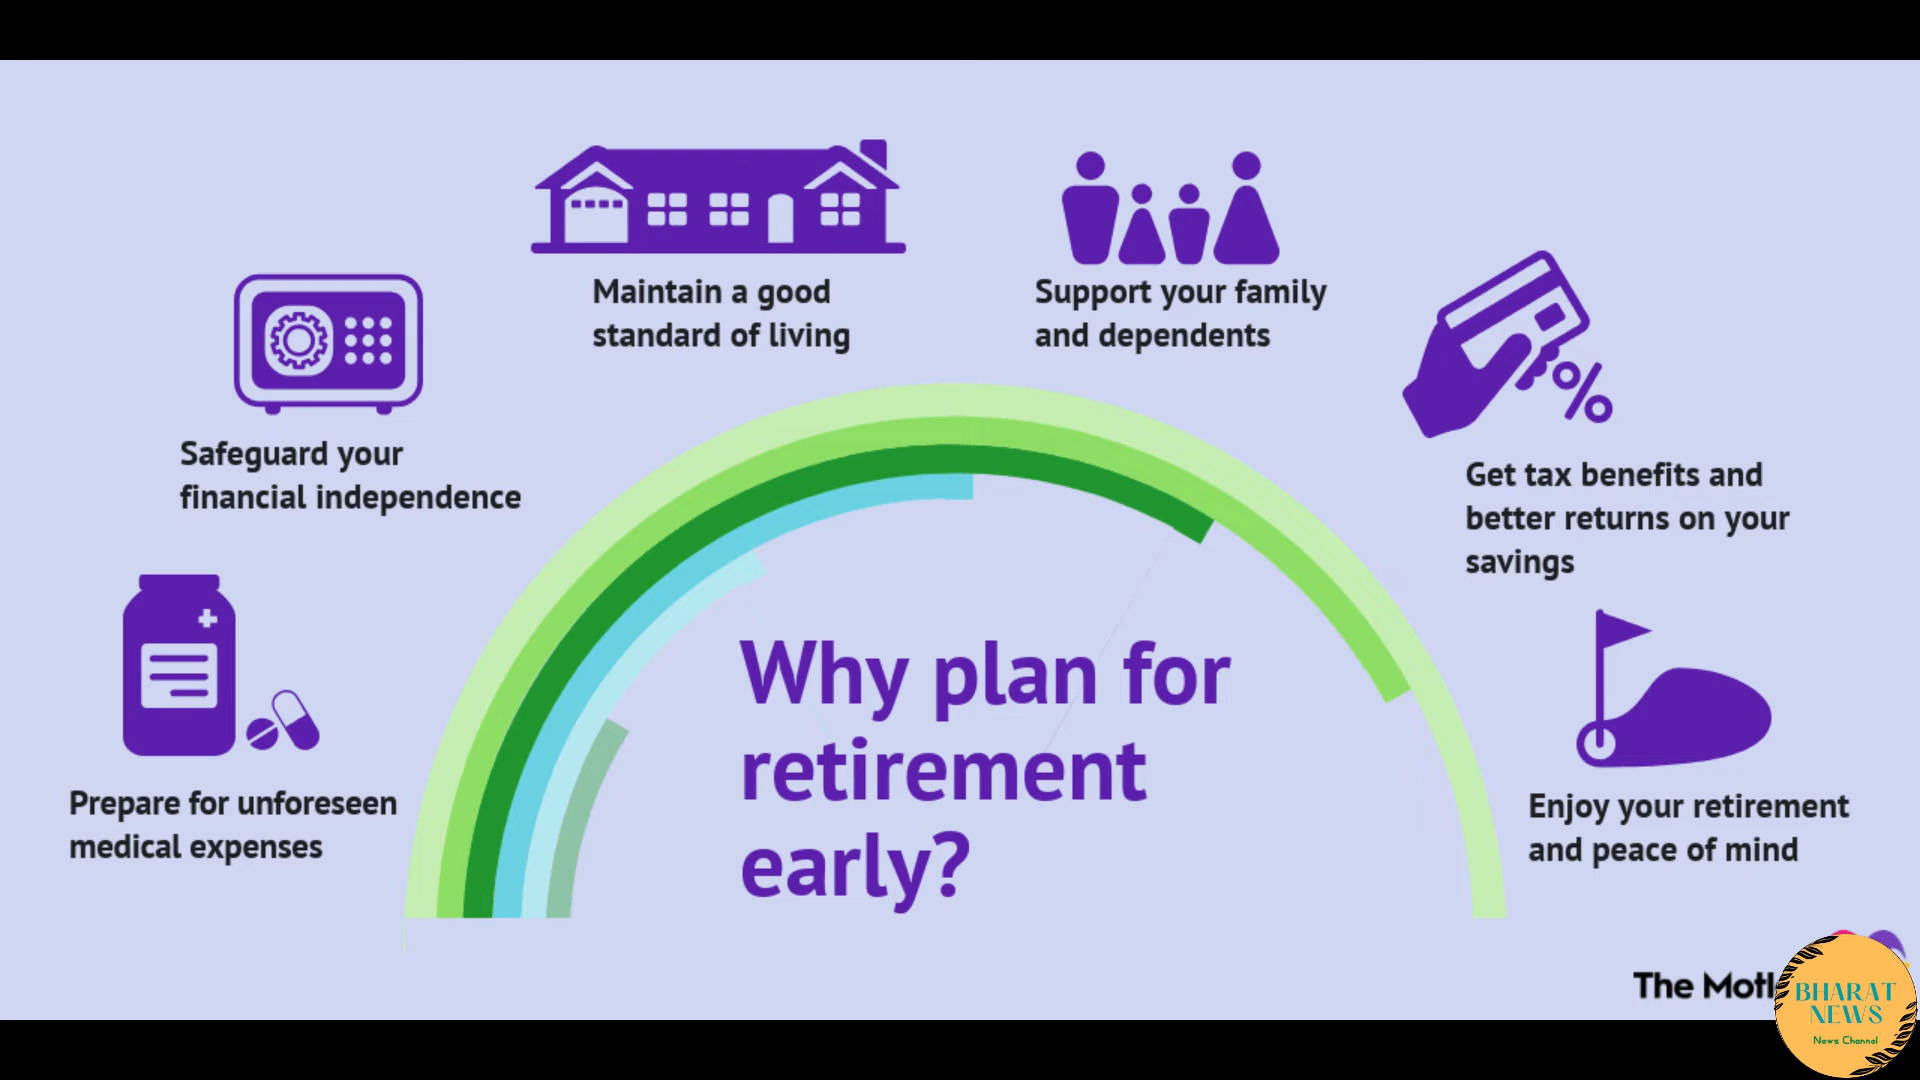 Maintain a good
standard of living
Support your family
and dependents
Safeguard your
financial independence
Get tax benefits and
better returns on your
savings
Prepare for unforeseen
medical expenses
Why plan for
retirement
early?
Enjoy your retirement
and peace of mind
The
BHARAT
NEWS
News Channel